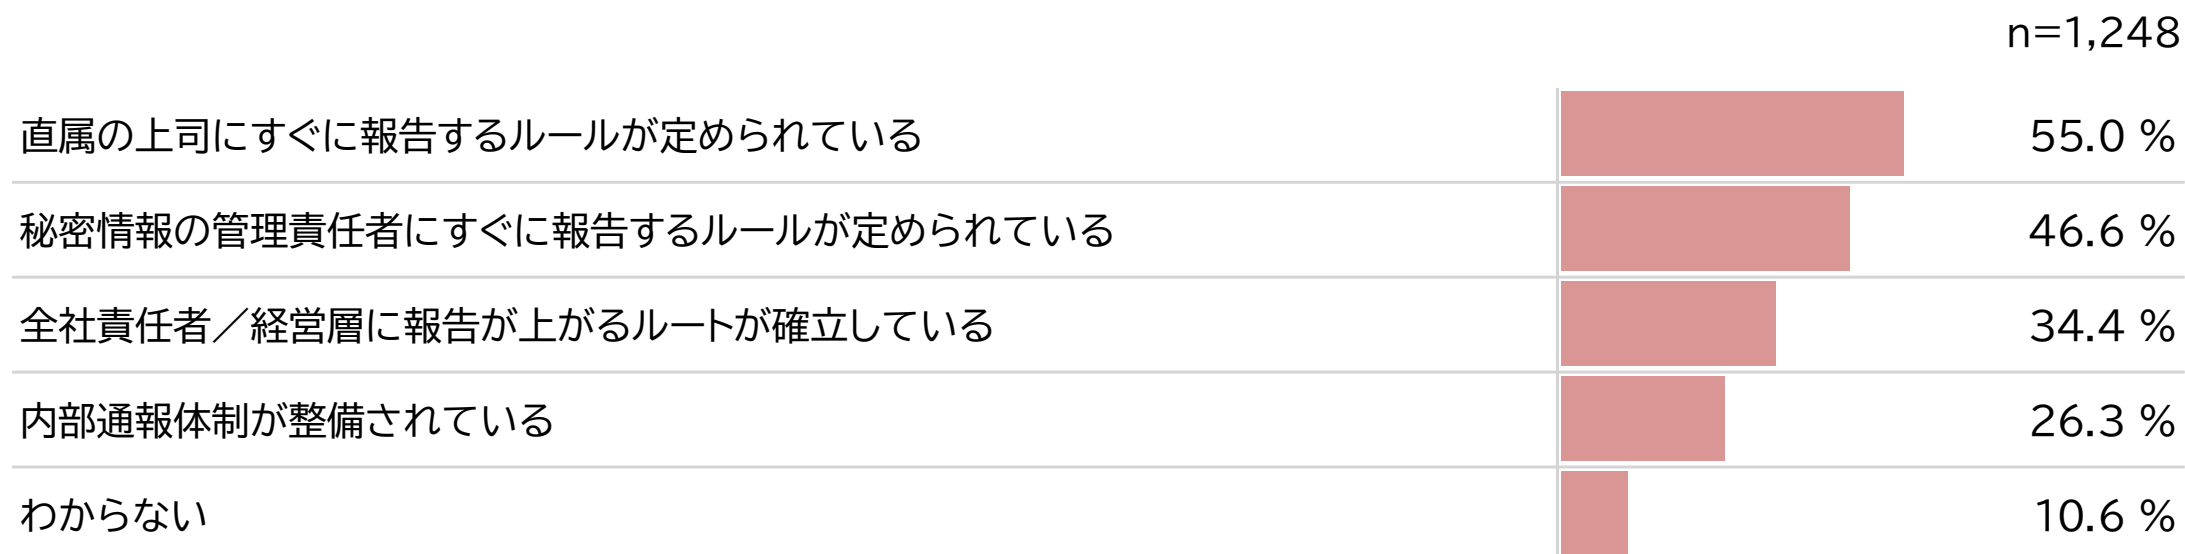 n=1,248
直属の上司にすぐに報告するルールが定められている 55.0 %
秘密情報の管理責任者にすぐに報告するルールが定められている 46.6 %
全社責任者／経営層に報告が上がるルートが確立している 34.4 %
内部通報体制が整備されている 26.3 %
わからない 10.6 %